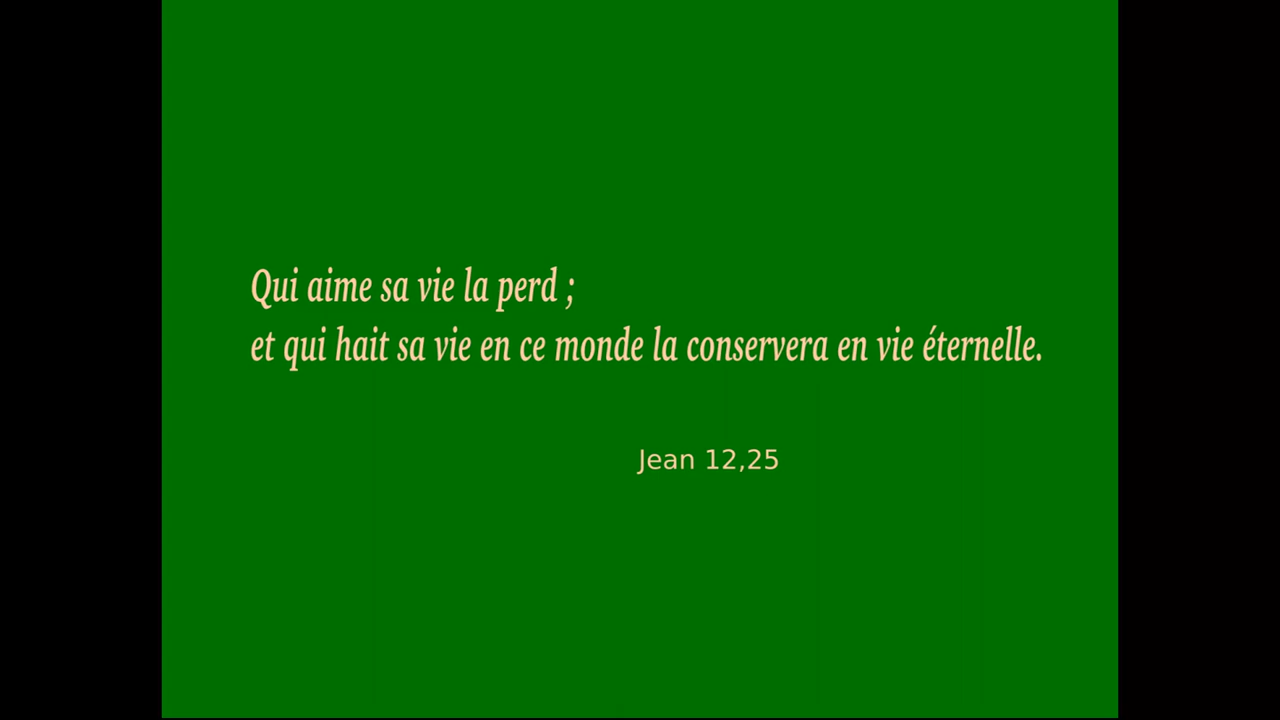 Qui aime sa vie la perd ;
et qui hait sa vie en ce monde la conservera en vie éternelle.
Jean 12,25